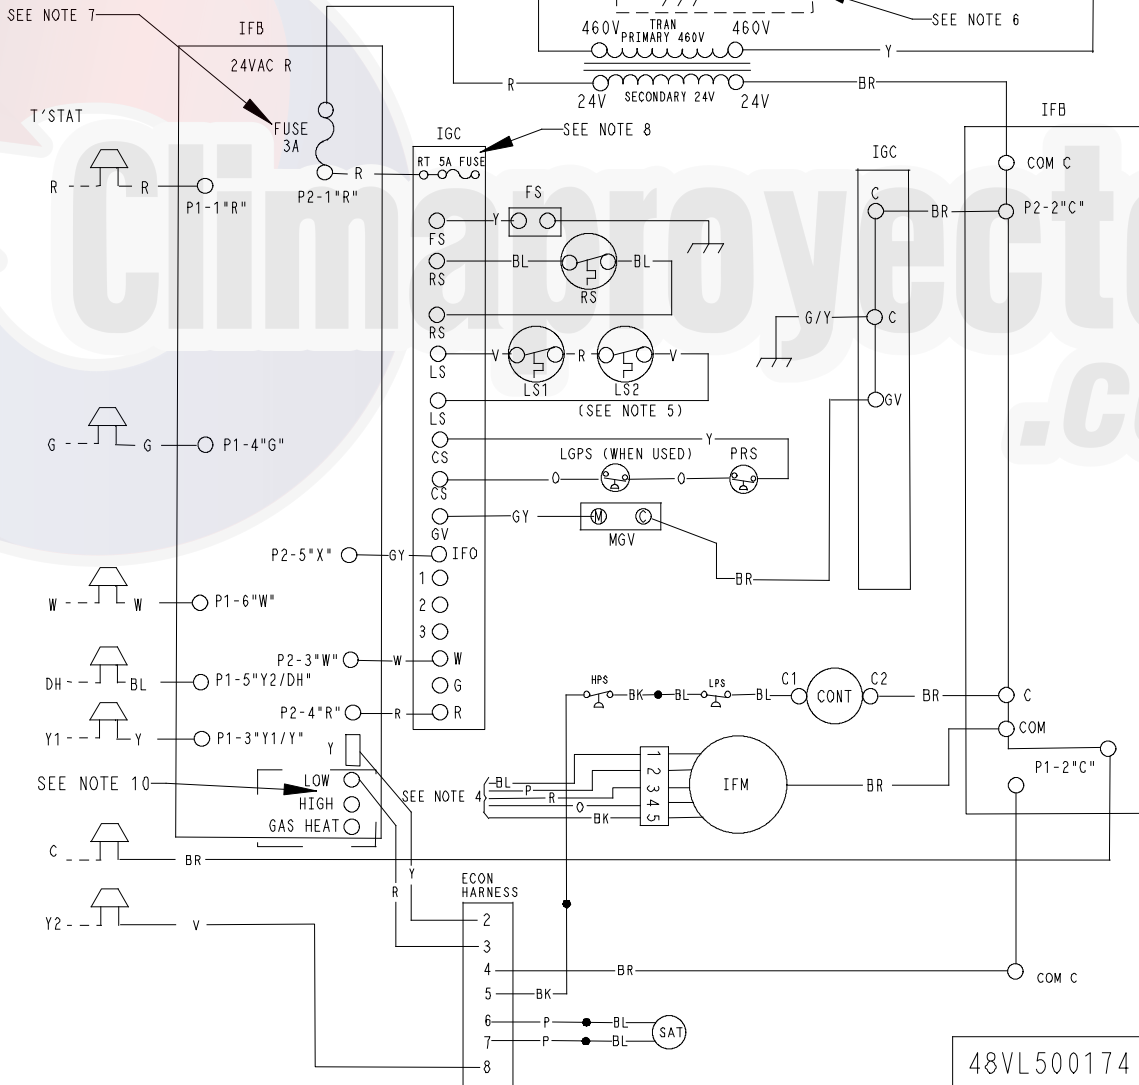 SEE NOTE 7
IFB
24VAC R
460V
TRAN
PRIMARY 460V
460V
SEE NOTE 6
Y
R
24V
SECONDARY 24V
24V
BR
IFB
T'STAT
FUSE
3A
IGC
SEE NOTE 8
RT 5A FUSE
IGC
COM C
R
R
P1-1"R"
P2-1"R"
R
FS
C
BR
P2-2"C"
Y
FS
BL
BL
RS
RS
RS
G/Y
C
V
R
V
LS
LS1
LS2
(SEE NOTE 5)
LS
GV
Climaproyecto
.c
G
G
P1-4"G"
Y
CS
LGPS (WHEN USED)
PRS
O
O
CS
GY
M
C
GV
MGV
P2-5"X"
GY
IFO
BR
1
2
3
W
W
P1-6"W"
P2-3"W"
W
W
DH
BL
P1-5"Y2/DH"
G
P2-4"R"
R
R
HPS
BK
BL
LPS
BL
C1
CONT
C2
BR
C
Y1
Y
P1-3"Y1/Y"
Y
COM
P1-2"C"
SEE NOTE 10
LOW
HIGH
GAS HEAT
SEE NOTE 4
BL
P
R
O
BK
1
2
3
4
5
IFM
BR
C
BR
Y
R
ECON
HARNESS
Y2
V
2
3
4
BR
COM C
5
BK
6
P
BL
SAT
7
P
BL
8
48VL500174